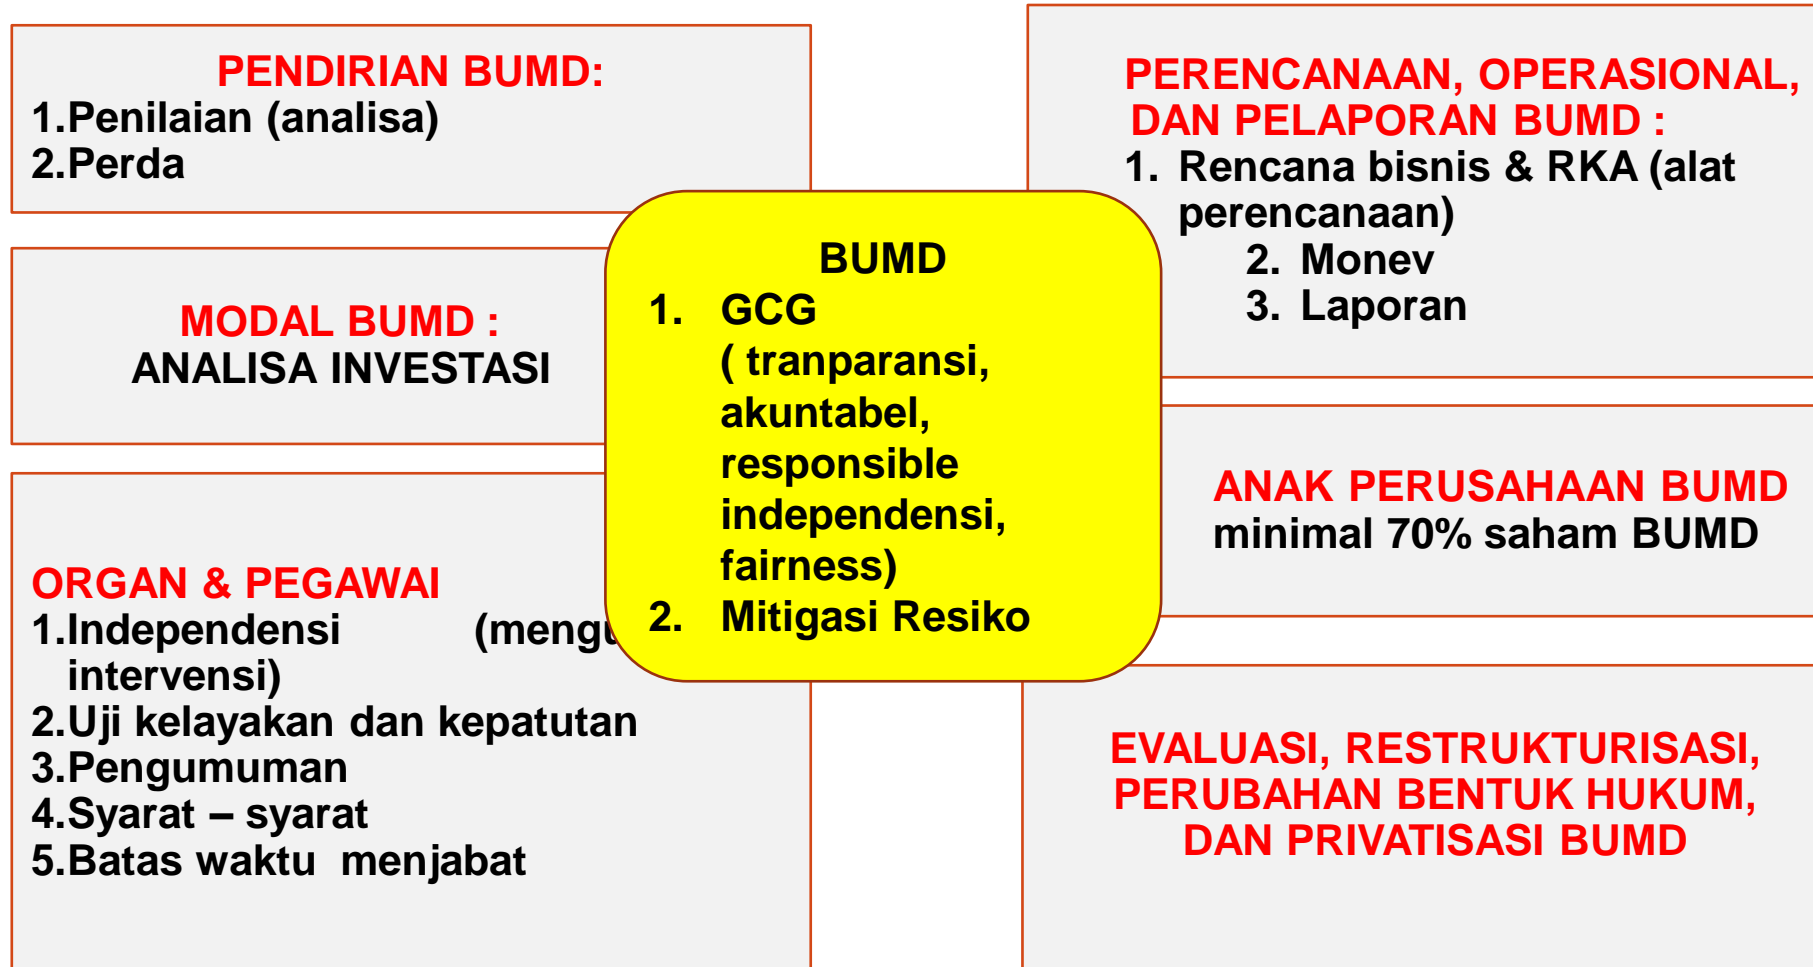 PENDIRIAN BUMD:
1.Penilaian (analisa)
2.Perda
MODAL BUMD :
ANALISA INVESTASI
ORGAN & PEGAWAI
1.Independensi
intervensi)
2.Uji kelayakan dan kepatutan
3.Pengumuman
4.Syarat – syarat
5.Batas waktu menjabat
BUMD
1. GCG
( tranparansi,
akuntabel,
responsible
independensi,
fairness)
2. Mitigasi Resiko
PERENCANAAN, OPERASIONAL,
DAN PELAPORAN BUMD :
1. Rencana bisnis & RKA (alat
perencanaan)
2. Monev
3. Laporan
ANAK PERUSAHAAN BUMD
minimal 70% saham BUMD
EVALUASI, RESTRUKTURISASI,
PERUBAHAN BENTUK HUKUM,
DAN PRIVATISASI BUMD